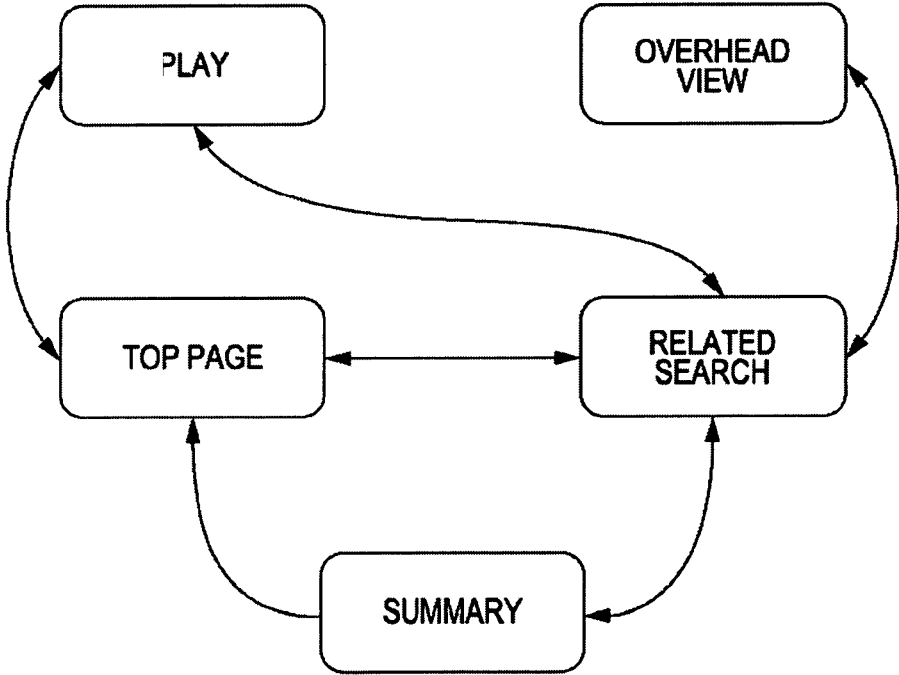 PLAY
OVERHEAD
VIEW
TOP PAGE
RELATED
SEARCH
SUMMARY